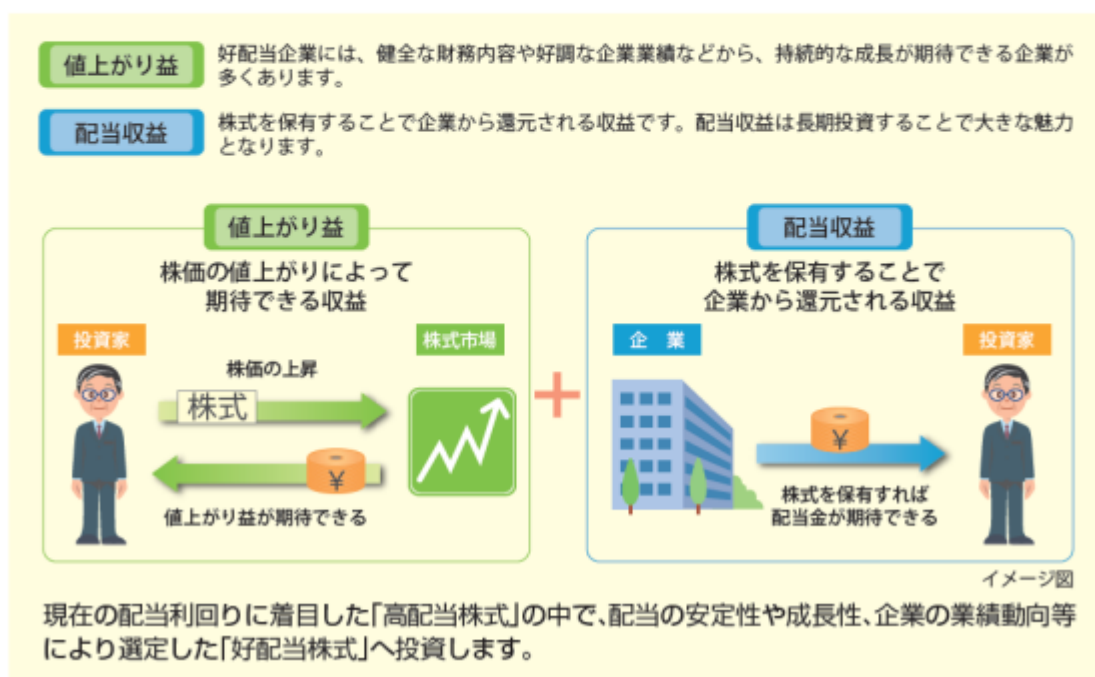 値上がり益
好配当企業には、健全な財務内容や好調な企業業績などから、持続的な成長が期待できる企業が
多くあります。
配当収益
株式を保有することで企業から還元される収益です。配当収益は長期投資することで大きな魅力
となります。
値上がり益
株価の値上がりによって
期待できる収益
投資家
株式市場
株価の上昇
株式
¥
値上がり益が期待できる
+
配当収益
株式を保有することで
企業から還元される収益
企 業
投資家
¥
株式を保有すれば
配当金が期待できる
イメージ図
現在の配当利回りに着目した「高配当株式」の中で、配当の安定性や成長性、企業の業績動向等
により選定した「好配当株式」へ投資します。